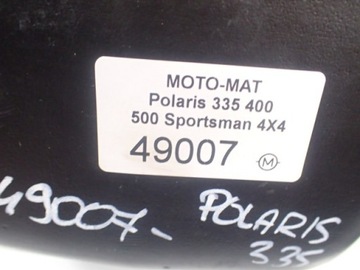 MOTO-MAT
Polaris 335 400
500 Sportsman 4X4
49007 M
49007- POLARIS
335